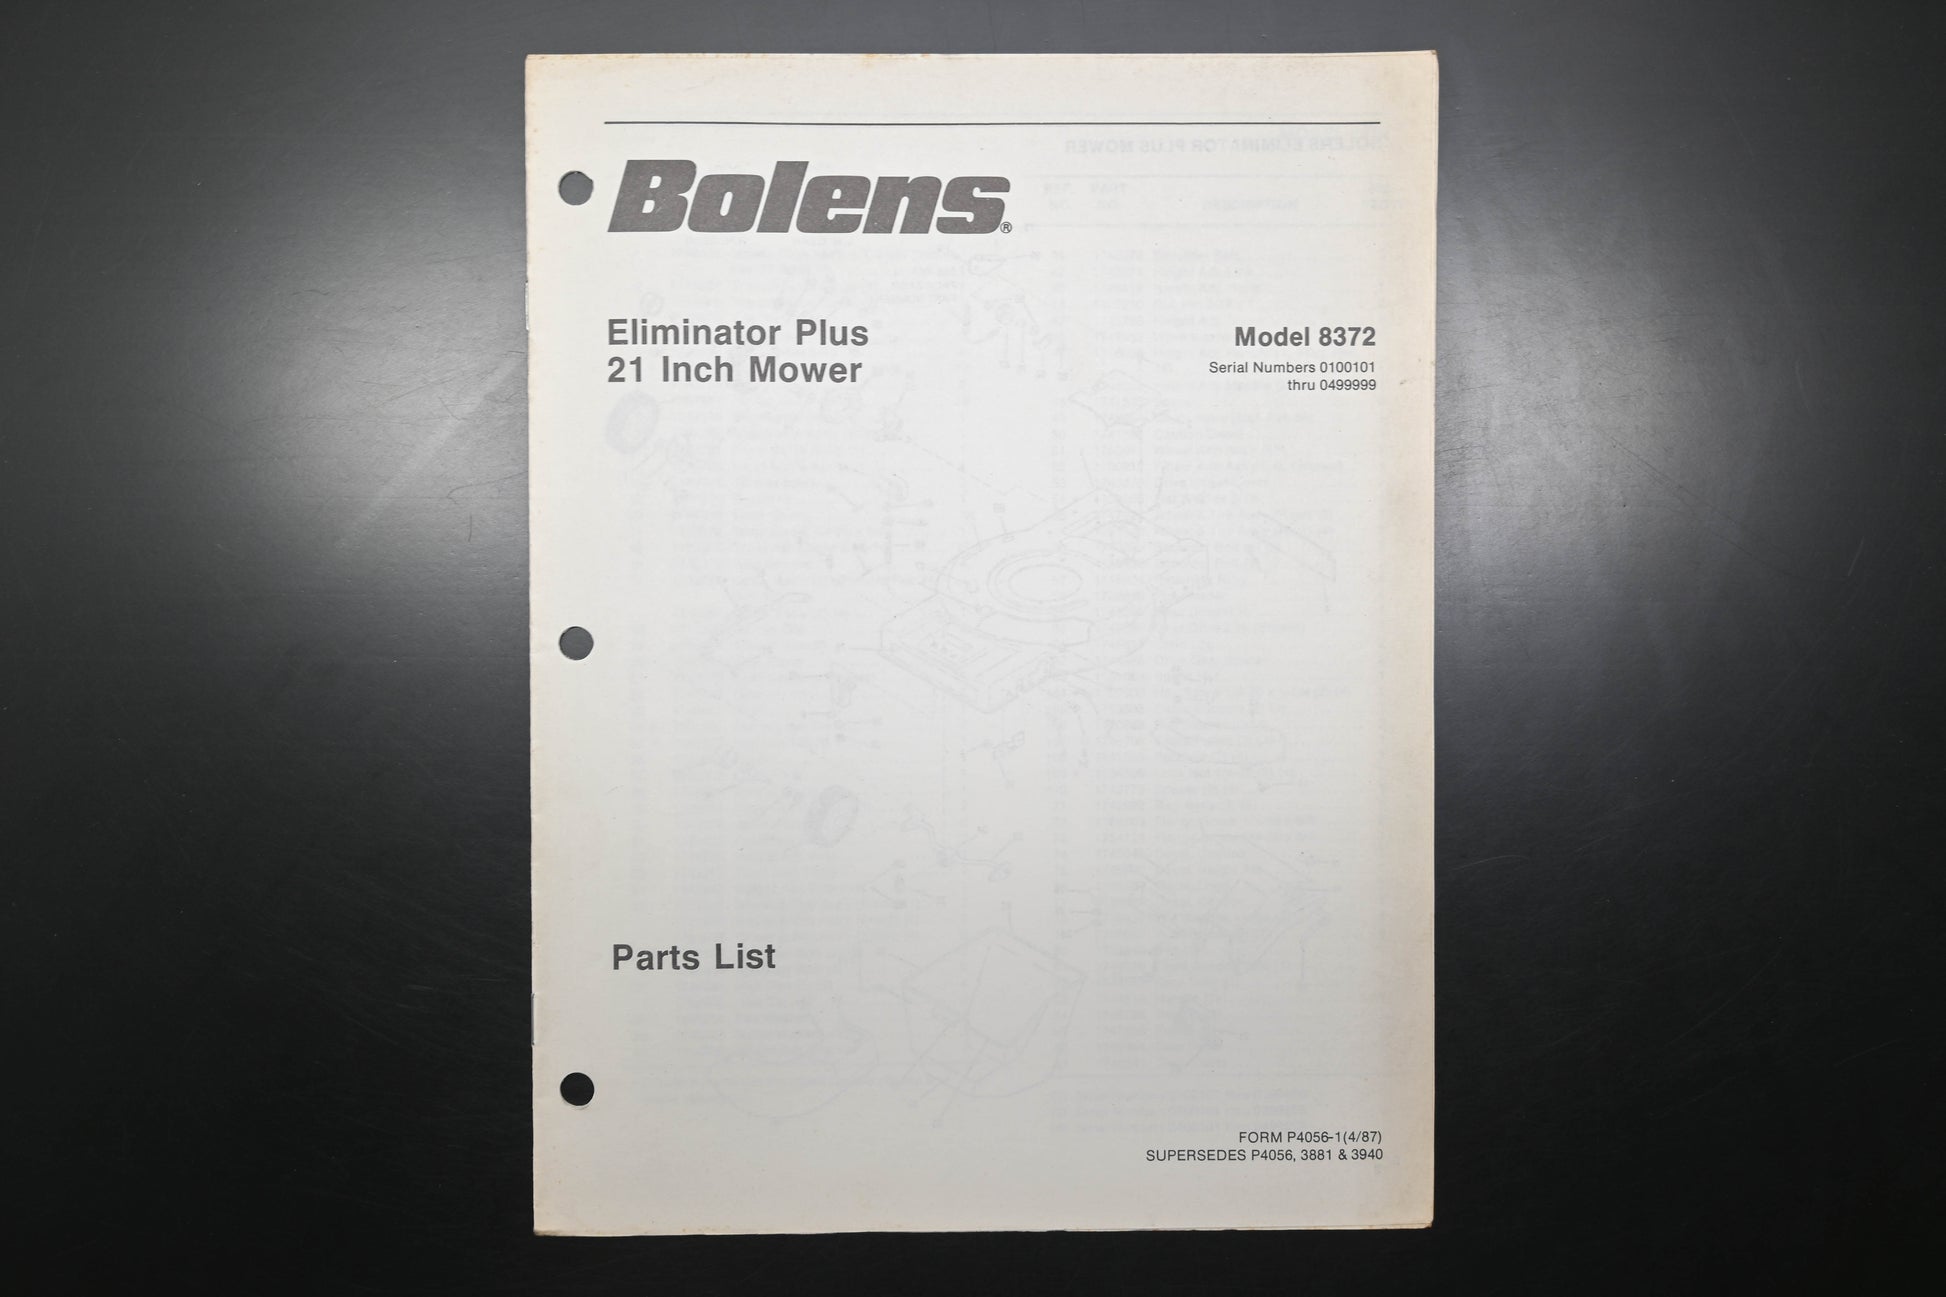 Bolens®
Eliminator Plus
21 Inch Mower
Model 8372
Serial Numbers 0100101
thru 0499999
Parts List
FORM P4056-1(4/87)
SUPERSEDES P4056, 3881 & 3940